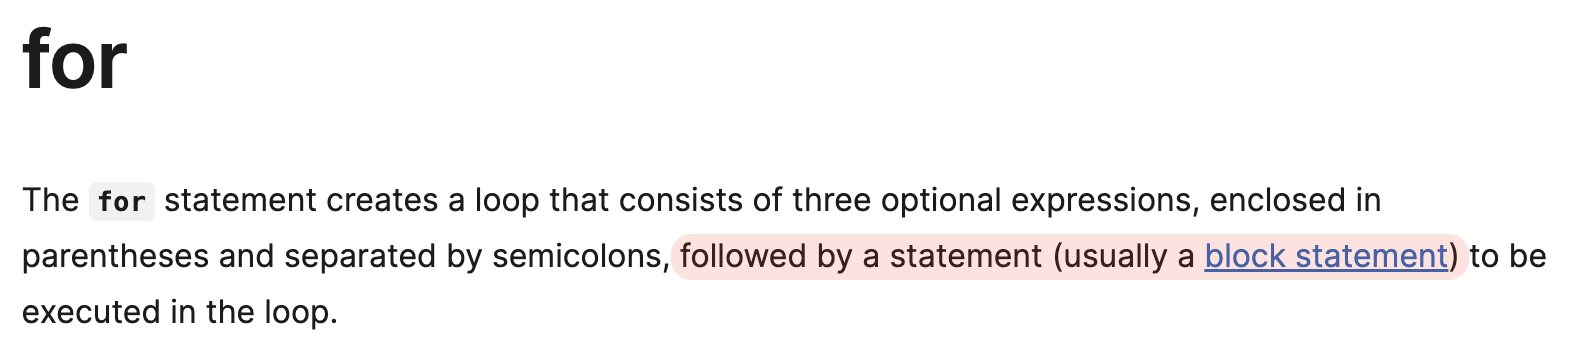 for
The for statement creates a loop that consists of three optional expressions, enclosed in
parentheses and separated by semicolons, followed by a statement (usually a block statement) to be
executed in the loop.